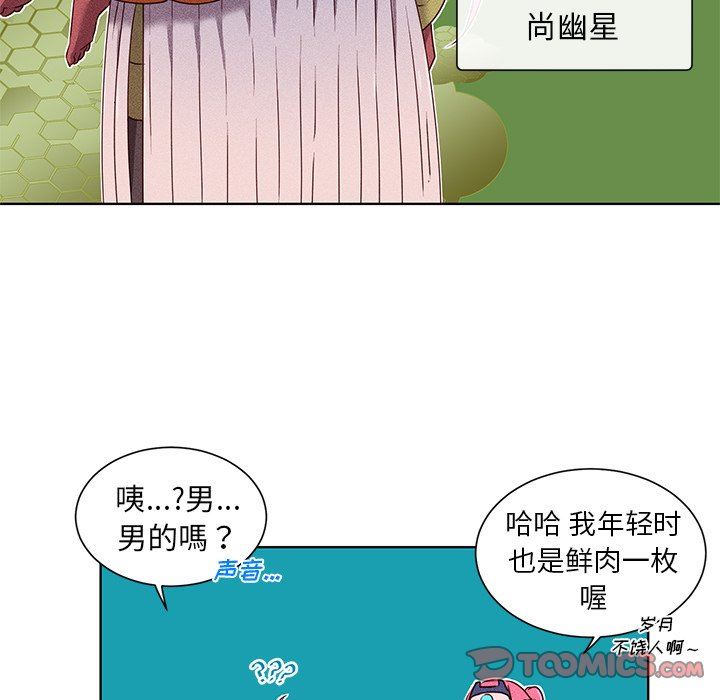 尚幽星
咦...?男...
男的嗎？
声音...
哈哈 我年轻时
也是鲜肉一枚
喔
岁月
不饶人啊~
???
TOOMICS.COM